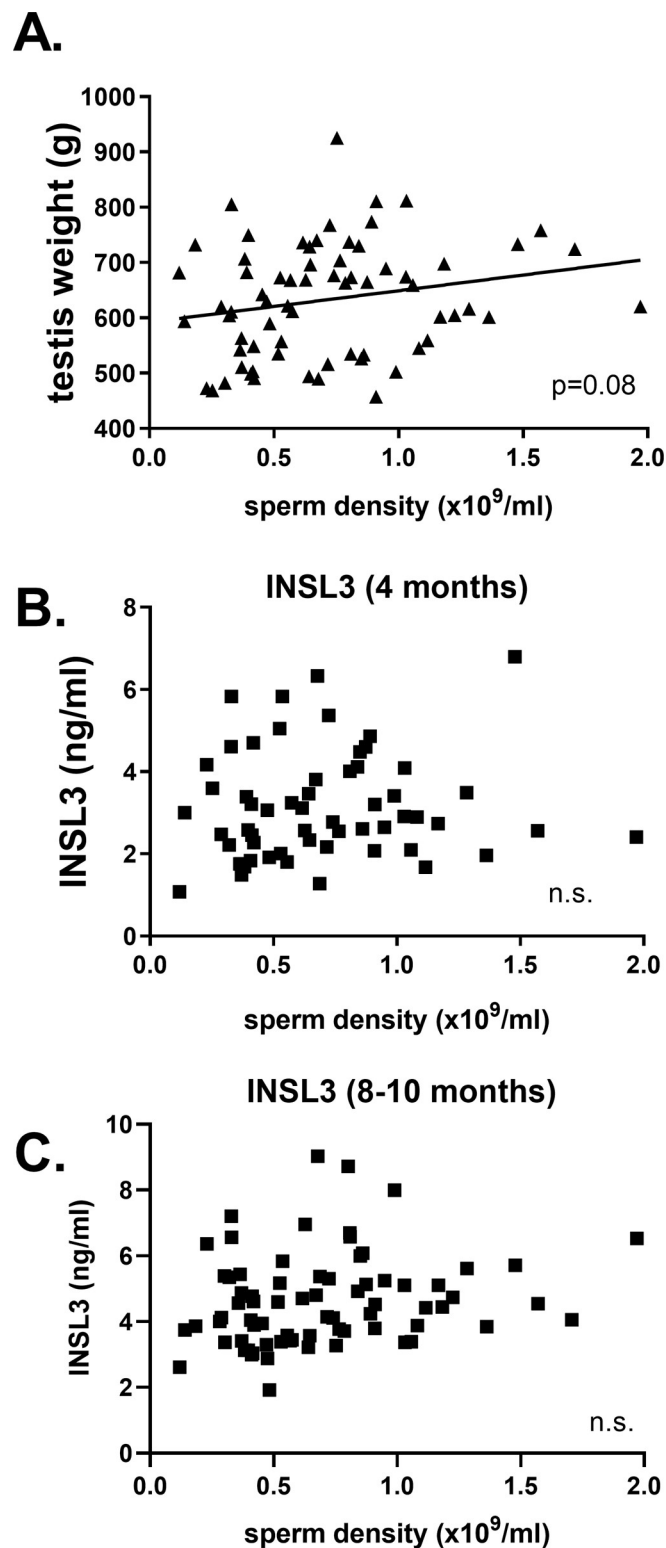 A.
testis weight (g)
1000
900
800
700
600
500
400
p=0.08
0.0 0.5 1.0 1.5 2.0
sperm density (x10⁹/ml)
B.
INSL3 (4 months)
INSL3 (ng/ml)
8
6
4
2
0
n.s.
0.0 0.5 1.0 1.5 2.0
sperm density (x10⁹/ml)
C.
INSL3 (8-10 months)
INSL3 (ng/ml)
10
8
6
4
2
0
n.s.
0.0 0.5 1.0 1.5 2.0
sperm density (x10⁹/ml)